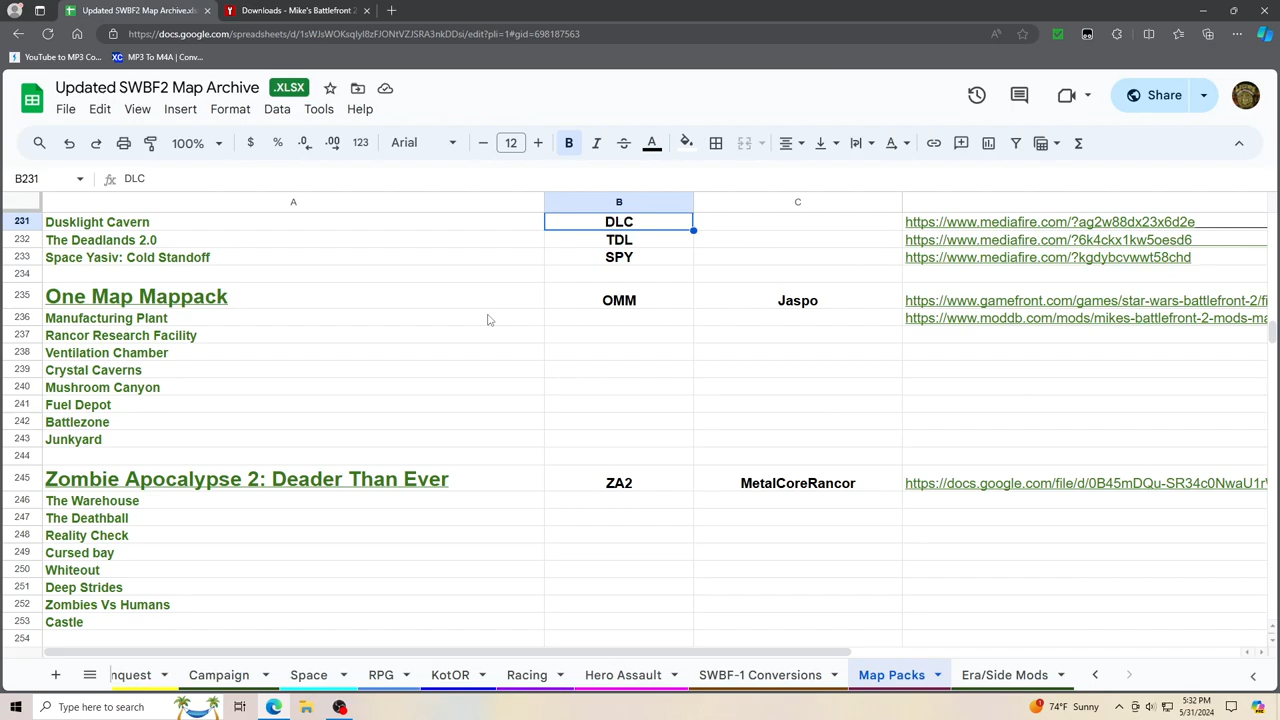 Updated SWBF2 Map Archive.xls
Downloads - Mike's Battlefront 2
https://docs.google.com/spreadsheets/d/1sWJsWOKsqIyl8zFJONtVZJSRA3nkDDsi/edit?pli=1#gid=698187563
YouTube to MP3 Co...
XC MP3 To M4A | Conv...
Updated SWBF2 Map Archive .XLSX
File Edit View Insert Format Data Tools Help
Share
100% $ % .0 .00 123 Arial 12 B I A
B231 fx DLC
A B C
231 Dusklight Cavern DLC https://www.mediafire.com/?ag2w88dx23x6d2e
232 The Deadlands 2.0 TDL https://www.mediafire.com/?6k4ckx1kw5oesd6
233 Space Yasiv: Cold Standoff SPY https://www.mediafire.com/?kgdybcvwwt58chd
234
235 One Map Mappack OMM Jaspo https://www.gamefront.com/games/star-wars-battlefront-2/fi
236 Manufacturing Plant https://www.moddb.com/mods/mikes-battlefront-2-mods-ma
237 Rancor Research Facility
238 Ventilation Chamber
239 Crystal Caverns
240 Mushroom Canyon
241 Fuel Depot
242 Battlezone
243 Junkyard
244
245 Zombie Apocalypse 2: Deader Than Ever ZA2 MetalCoreRancor https://docs.google.com/file/d/0B45mDQu-SR34c0NwaU1r
246 The Warehouse
247 The Deathball
248 Reality Check
249 Cursed bay
250 Whiteout
251 Deep Strides
252 Zombies Vs Humans
253 Castle
254
nquest Campaign Space RPG KotOR Racing Hero Assault SWBF-1 Conversions Map Packs Era/Side Mods
Type here to search
74°F Sunny
5:32 PM
5/31/2024